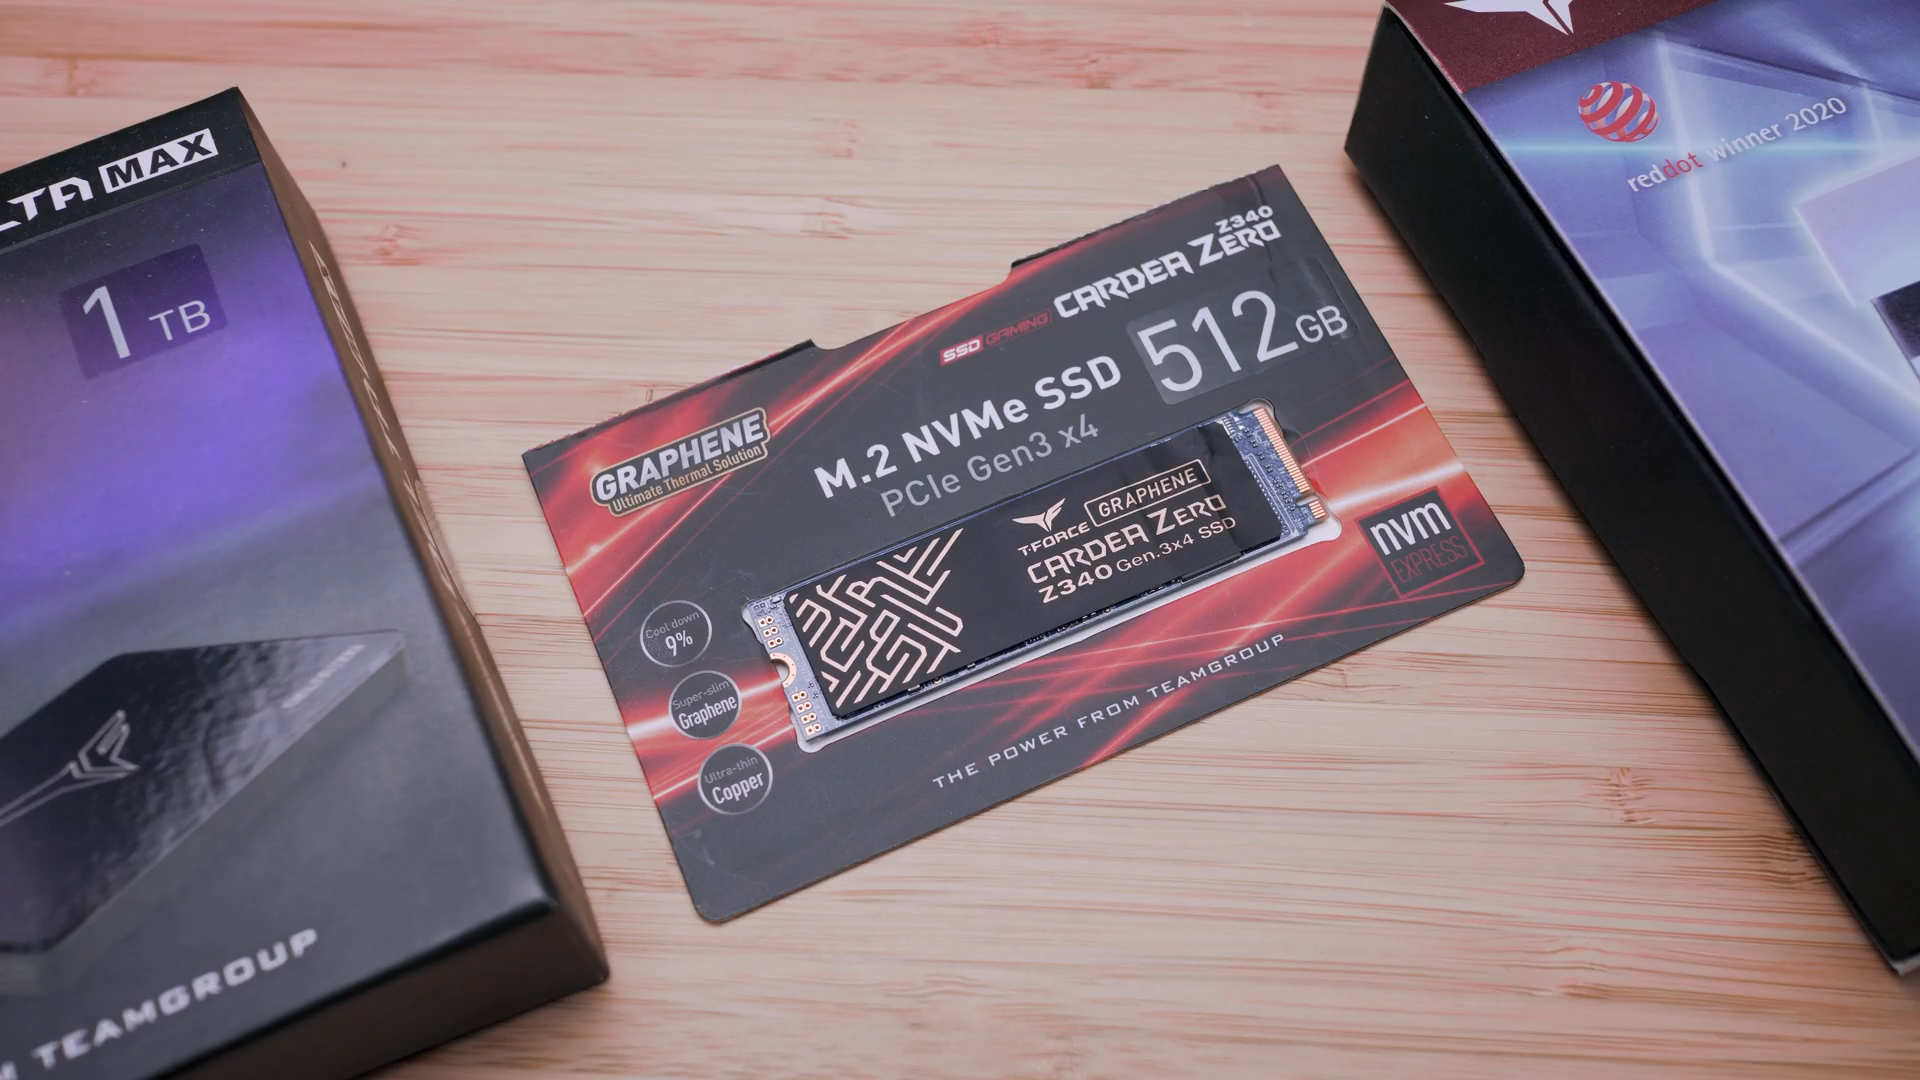 LTA MAX
1 TB
TEAMGROUP
Z340
CARDEA ZERO
SSD GAMING
512GB
M.2 NVMe SSD
PCIe Gen3 x4
GRAPHENE
Ultimate Thermal Solution
T-FORCE GRAPHENE
CARDEA ZERO
Z340 Gen.3x4 SSD
nvm
EXPRESS
Cool down
9%
Super-slim
Graphene
Ultra-thin
Copper
THE POWER FROM TEAMGROUP
reddot winner 2020